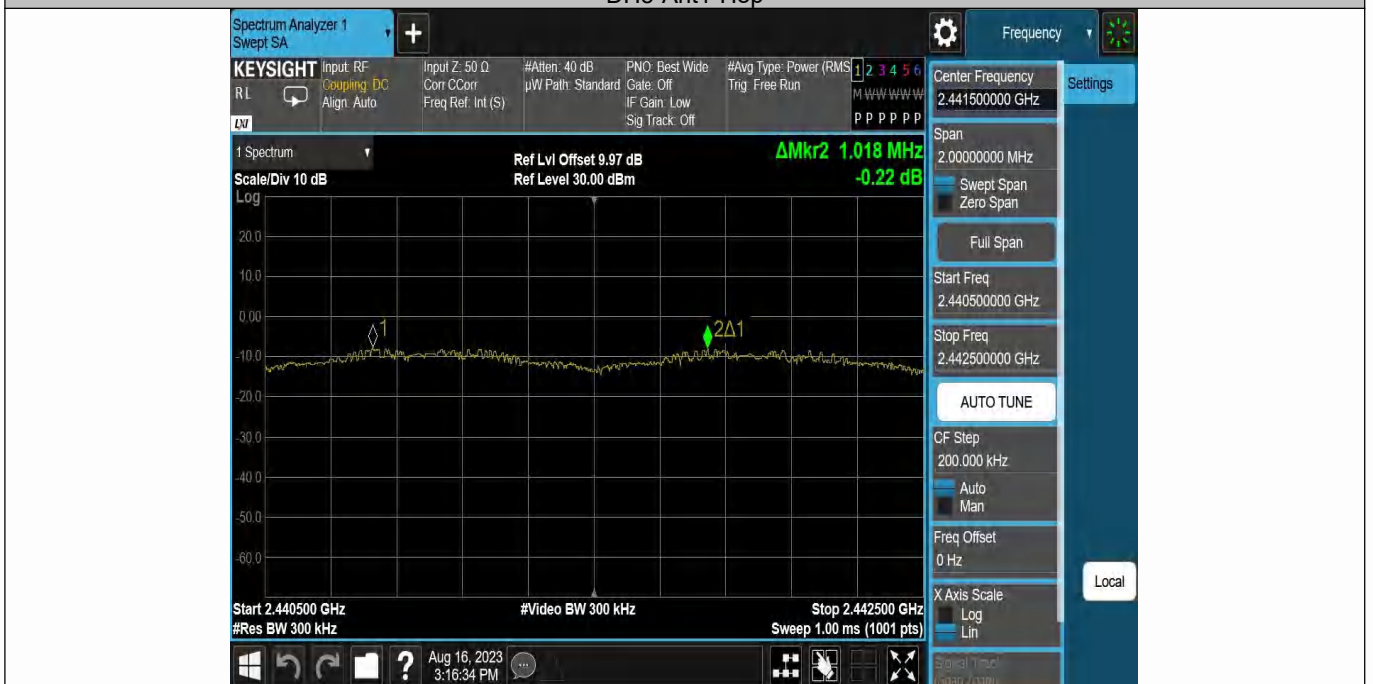 Spectrum Analyzer 1
Swept SA
+
Frequency
KEYSIGHT
RL
LXI
Input: RF
Coupling: DC
Align: Auto
Input Z: 50 Ω
Corr CCorr
Freq Ref: Int (S)
#Atten: 40 dB
µW Path: Standard
PNO: Best Wide
Gate: Off
IF Gain: Low
Sig Track: Off
#Avg Type: Power (RMS
Trig: Free Run
1 2 3 4 5 6
M W W W W W
P P P P P P
1 Spectrum
Scale/Div 10 dB
Log
Ref Lvl Offset 9.97 dB
Ref Level 30.00 dBm
ΔMkr2 1.018 MHz
-0.22 dB
20.0
10.0
0.00
-10.0
-20.0
-30.0
-40.0
-50.0
-60.0
1
2Δ1
Start 2.440500 GHz
#Res BW 300 kHz
#Video BW 300 kHz
Stop 2.442500 GHz
Sweep 1.00 ms (1001 pts)
Center Frequency
2.441500000 GHz
Settings
Span
2.00000000 MHz
Swept Span
Zero Span
Full Span
Start Freq
2.440500000 GHz
Stop Freq
2.442500000 GHz
AUTO TUNE
CF Step
200.000 kHz
Auto
Man
Freq Offset
0 Hz
X Axis Scale
Log
Lin
Local
Signal Track
(Span Zoom)
?
Aug 16, 2023
3:16:34 PM